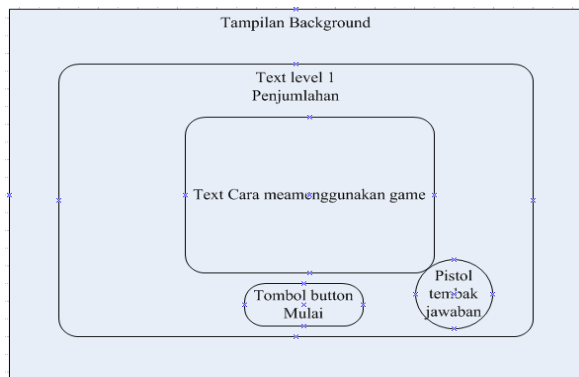 Tampilan Background
Text level 1
Penjumlahan
Text Cara meamenggunakan game
Pistol
tembak
jawaban
Tombol button
Mulai